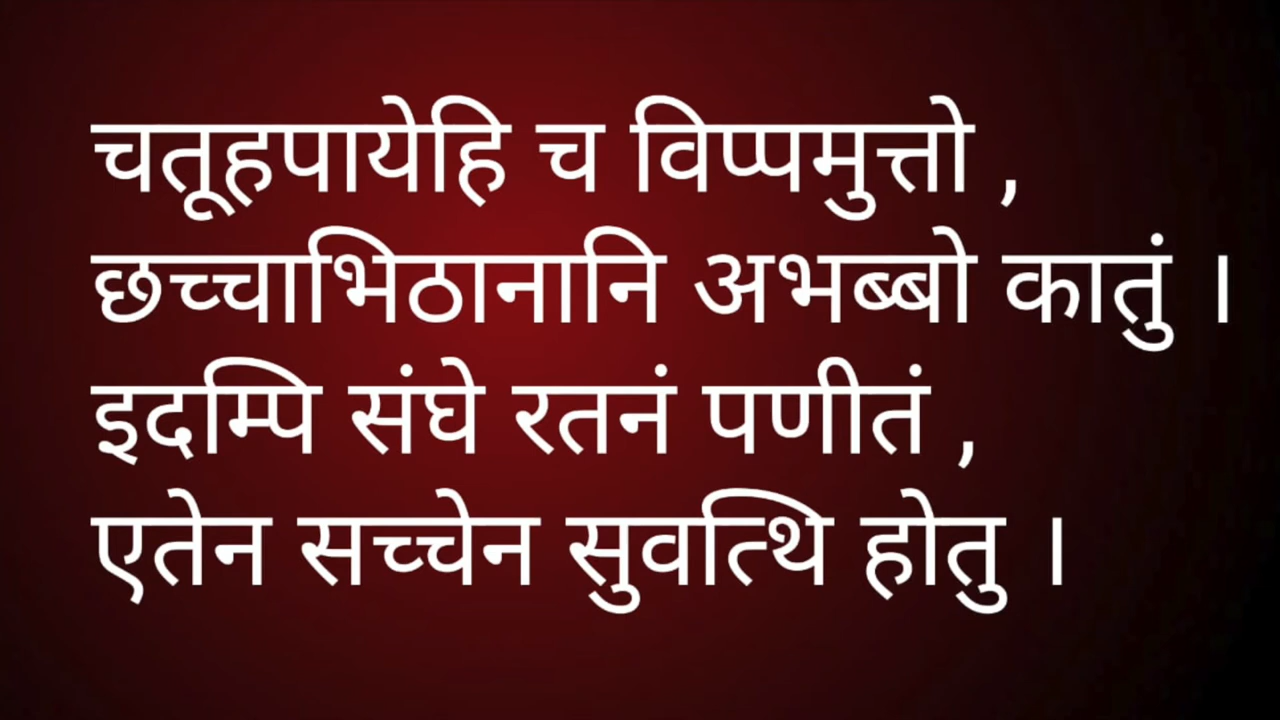 चतूहपायेहि च विप्पमुत्तो ,
छच्चाभिठानानि अभब्बो कातुं ।
इदम्पि संघे रतनं पणीतं ,
एतेन सच्चेन सुवत्थि होतु ।